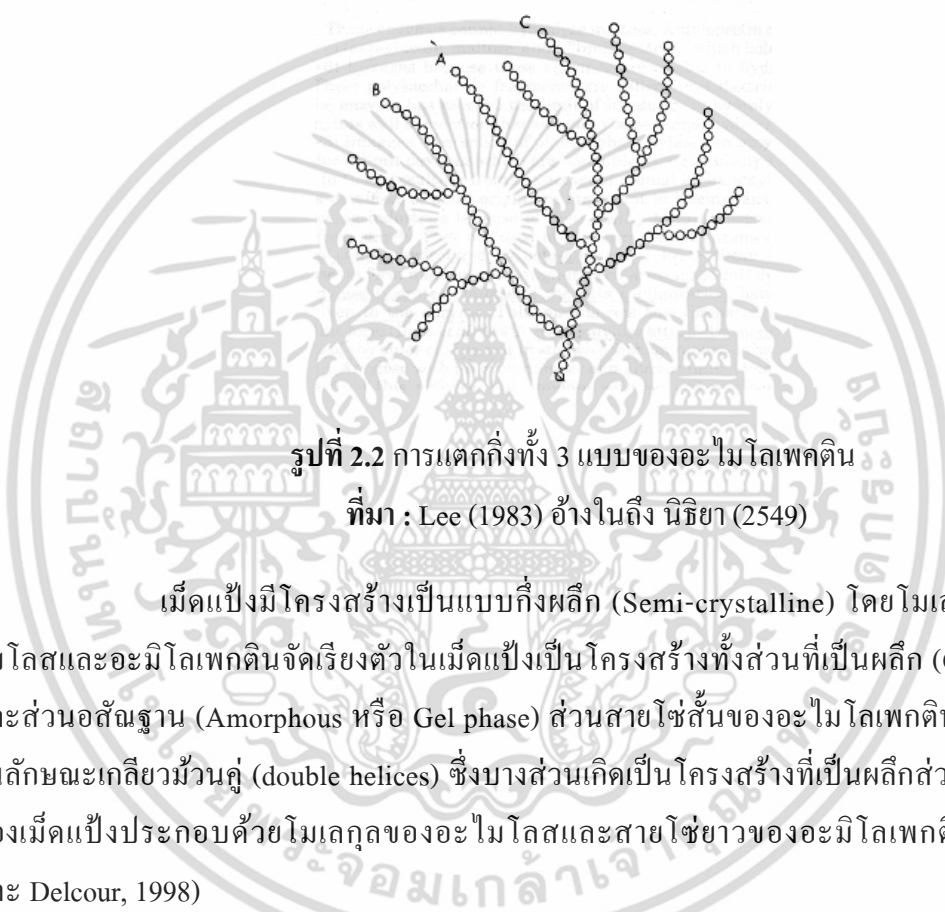 C
A
B
รูปที่ 2.2 การแตกกิ่งทั้ง 3 แบบของอะไมโลเพคติน
ที่มา : Lee (1983) อ้างในถึง นิธิยา (2549)
เม็ดแป้งมีโครงสร้างเป็นแบบกึ่งผลึก (Semi-crystalline) โดยโมเล
โลสและอะมิโลเพกตินจัดเรียงตัวในเม็ดแป้งเป็นโครงสร้างทั้งส่วนที่เป็นผลึก (
ะส่วนอสัณฐาน (Amorphous หรือ Gel phase) ส่วนสายโซ่สั้นของอะไมโลเพกติน
ลักษณะเกลียวม้วนคู่ (double helices) ซึ่งบางส่วนเกิดเป็นโครงสร้างที่เป็นผลึกส่ว
องเม็ดแป้งประกอบด้วยโมเลกุลของอะไมโลสและสายโซ่ยาวของอะมิโลเพกต
ะ Delcour, 1998)